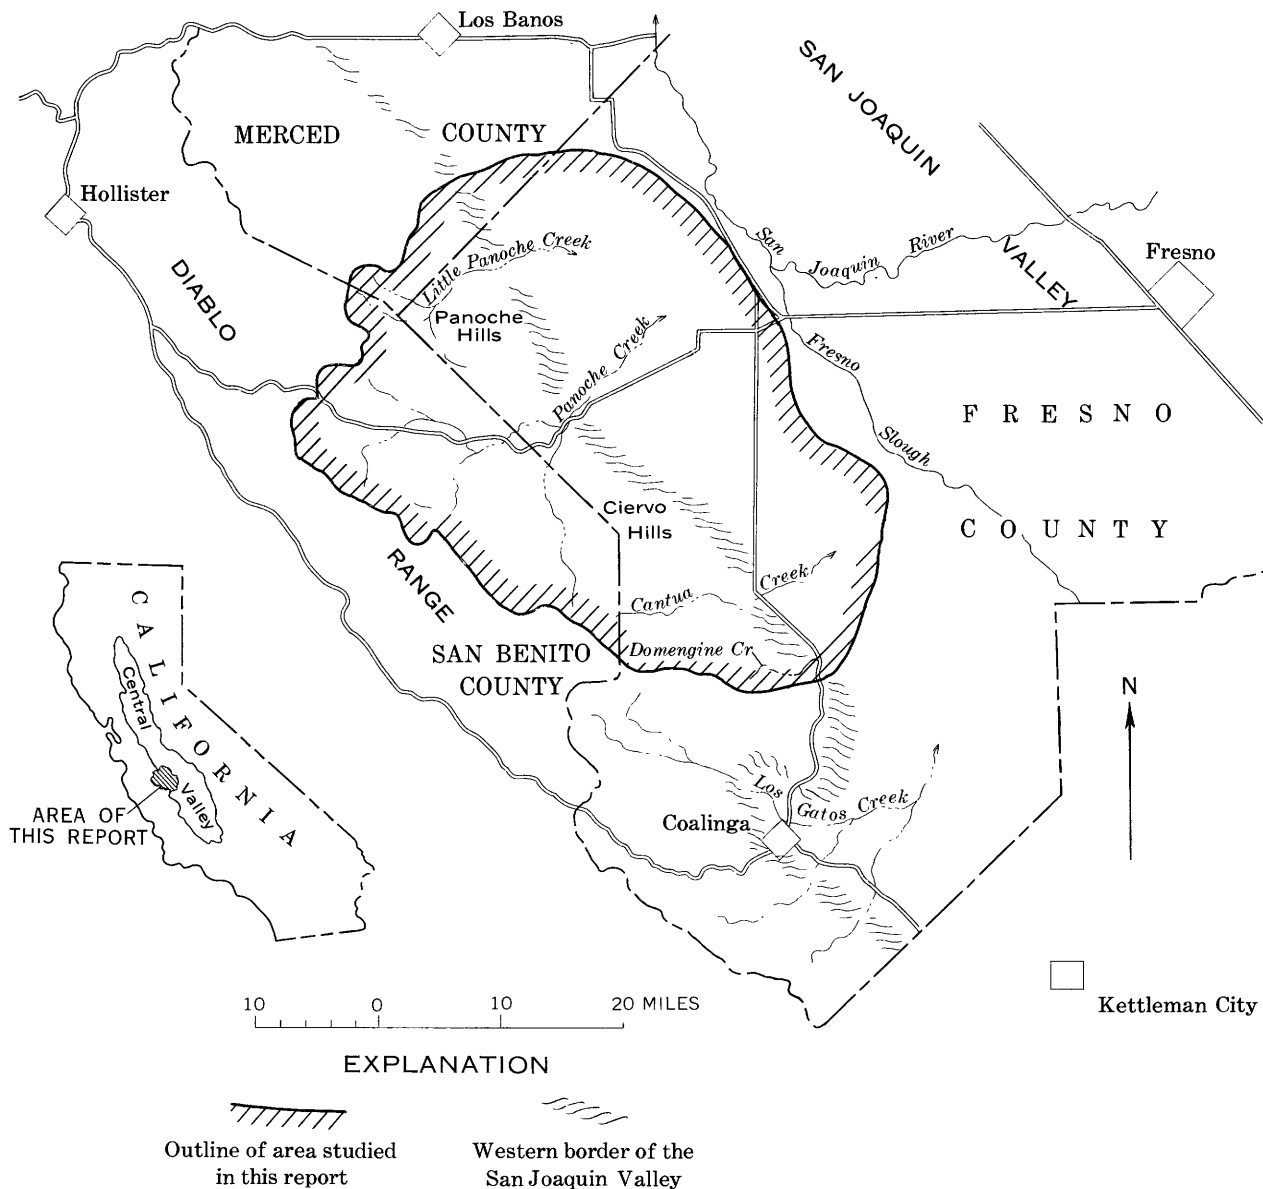 Los Banos
SAN JOAQUIN
MERCED COUNTY
Hollister
DIABLO
Little Panoche Creek
San
Joaquin
River
VALLEY
Fresno
Panoche
Hills
Panoche Creek
Fresno
Slough
FRESNO
COUNTY
Ciervo
Hills
RANGE
Creek
Cantua
CALIFORNIA
SAN BENITO
COUNTY
Domengine Cr
Central
Valley
N
AREA OF
THIS REPORT
Los
Gatos Creek
Coalinga
Kettleman City
10 0 10 20 MILES
EXPLANATION
Outline of area studied
in this report
Western border of the
San Joaquin Valley